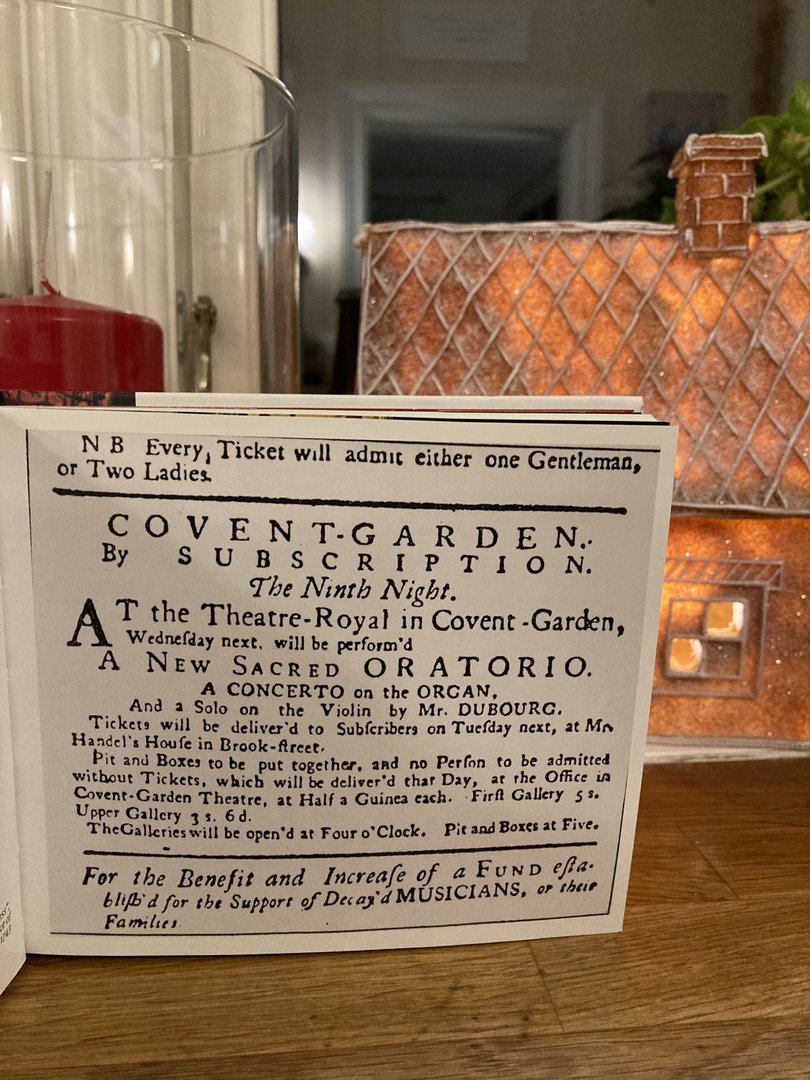 N B Every, Ticket will admit either one Gentleman,
or Two Ladies.
COVENT-GARDEN.
By SUBSCRIPTION.
The Ninth Night.
AT the Theatre-Royal in Covent-Garden,
Wedneſday next, will be perform'd
A NEW SACRED ORATORIO.
A CONCERTO on the ORGAN,
And a Solo on the Violin by Mr. DUBOURG.
Tickets will be deliver'd to Subſcribers on Tueſday next, at Mr.
Handel's Houſe in Brook-ſtreet.
Pit and Boxes to be put together, and no Perſon to be admitted
without Tickets, which will be deliver'd that Day, at the Office in
Covent-Garden Theatre, at Half a Guinea each. Firſt Gallery 5 s.
Upper Gallery 3 s. 6 d.
The Galleries will be open'd at Four o'Clock. Pit and Boxes at Five.
For the Benefit and Increaſe of a FUND eſta-
bliſh'd for the Support of Decay'd MUSICIANS, or their
Families
1743